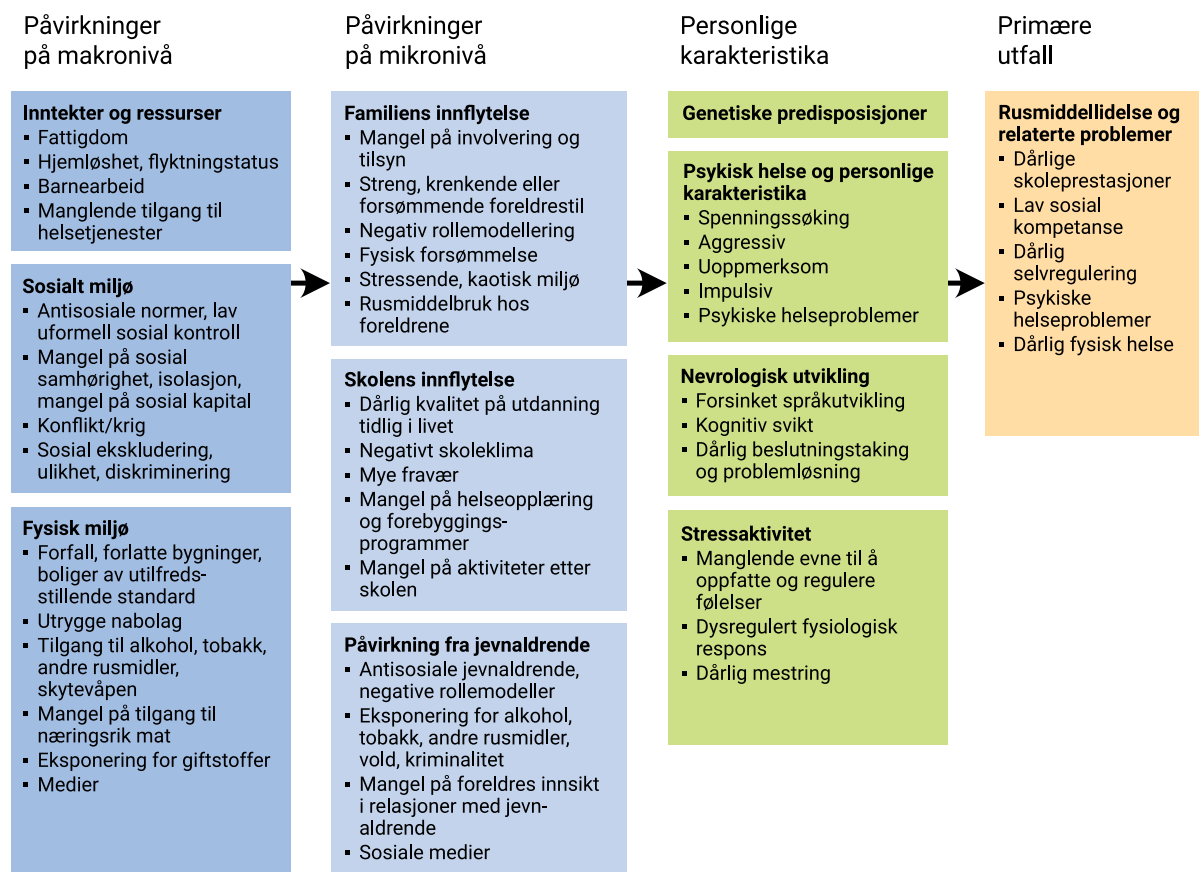 Påvirkninger
på makronivå
Inntekter og ressurser
▪ Fattigdom
▪ Hjemløshet, flyktningstatus
▪ Barnearbeid
▪ Manglende tilgang til
helsetjenester
Sosialt miljø
▪ Antisosiale normer, lav
uformell sosial kontroll
▪ Mangel på sosial
samhørighet, isolasjon,
mangel på sosial kapital
▪ Konflikt/krig
▪ Sosial ekskludering,
ulikhet, diskriminering
Fysisk miljø
▪ Forfall, forlatte bygninger,
boliger av utilfreds-
stillende standard
▪ Utrygge nabolag
▪ Tilgang til alkohol, tobakk,
andre rusmidler,
skytevåpen
▪ Mangel på tilgang til
næringsrik mat
▪ Eksponering for giftstoffer
▪ Medier
Påvirkninger
på mikronivå
Familiens innflytelse
▪ Mangel på involvering og
tilsyn
▪ Streng, krenkende eller
forsømmende foreldrestil
▪ Negativ rollemodellering
▪ Fysisk forsømmelse
▪ Stressende, kaotisk miljø
▪ Rusmiddelbruk hos
foreldrene
Skolens innflytelse
▪ Dårlig kvalitet på utdanning
tidlig i livet
▪ Negativt skoleklima
▪ Mye fravær
▪ Mangel på helseopplæring
og forebyggings-
programmer
▪ Mangel på aktiviteter etter
skolen
Påvirkning fra jevnaldrende
▪ Antisosiale jevnaldrende,
negative rollemodeller
▪ Eksponering for alkohol,
tobakk, andre rusmidler,
vold, kriminalitet
▪ Mangel på foreldres innsikt
i relasjoner med jevn-
aldrende
▪ Sosiale medier
Personlige
karakteristika
Genetiske predisposisjoner
Psykisk helse og personlige
karakteristika
▪ Spenningssøking
▪ Aggressiv
▪ Uoppmerksom
▪ Impulsiv
▪ Psykiske helseproblemer
Nevrologisk utvikling
▪ Forsinket språkutvikling
▪ Kognitiv svikt
▪ Dårlig beslutningstaking
og problemløsning
Stressaktivitet
▪ Manglende evne til å
oppfatte og regulere
følelser
▪ Dysregulert fysiologisk
respons
▪ Dårlig mestring
Primære
utfall
Rusmiddellidelse og
relaterte problemer
▪ Dårlige
skoleprestasjoner
▪ Lav sosial
kompetanse
▪ Dårlig
selvregulering
▪ Psykiske
helseproblemer
▪ Dårlig fysisk helse